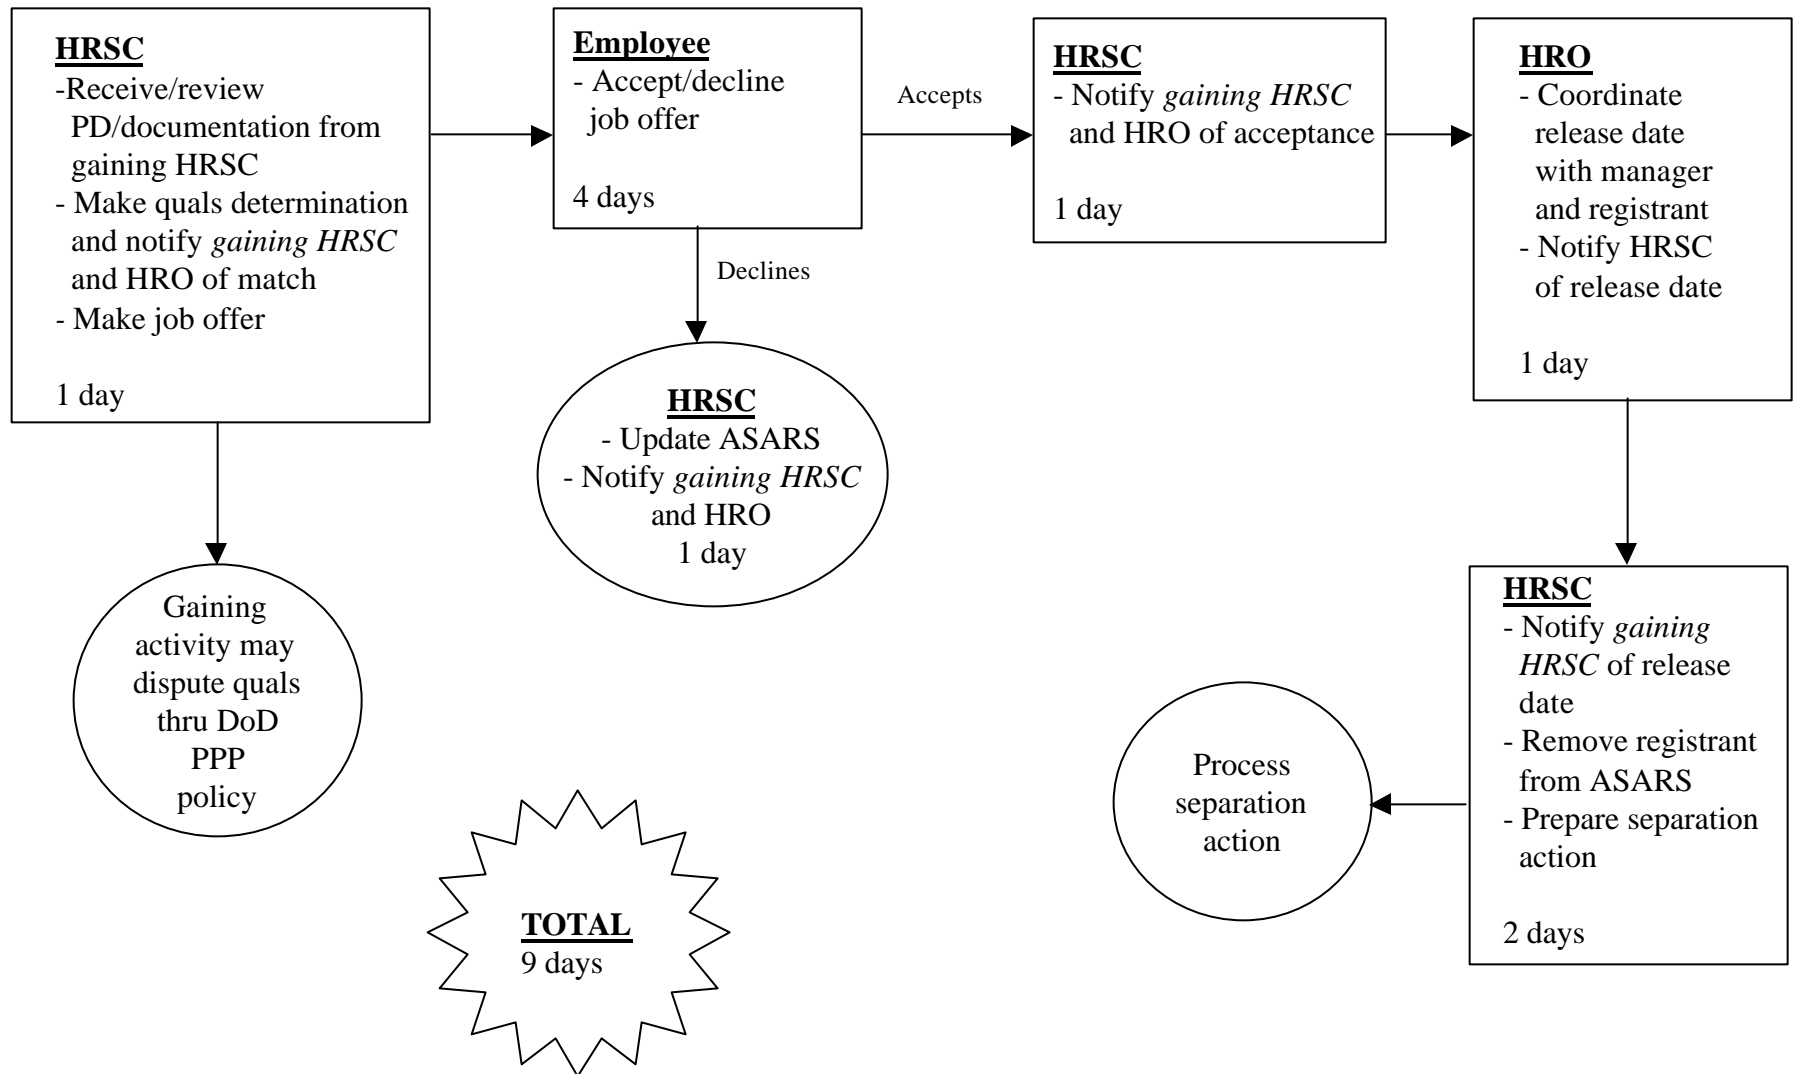 HRSC
-Receive/review
PD/documentation from
gaining HRSC
- Make quals determination
and notify gaining HRSC
and HRO of match
- Make job offer
1 day
Employee
- Accept/decline
job offer
4 days
Accepts
HRSC
- Notify gaining HRSC
and HRO of acceptance
1 day
HRO
- Coordinate
release date
with manager
and registrant
- Notify HRSC
of release date
1 day
Declines
HRSC
- Update ASARS
- Notify gaining HRSC
and HRO
1 day
Gaining
activity may
dispute quals
thru DoD
PPP
policy
HRSC
- Notify gaining
HRSC of release
date
- Remove registrant
from ASARS
- Prepare separation
action
2 days
Process
separation
action
TOTAL
9 days